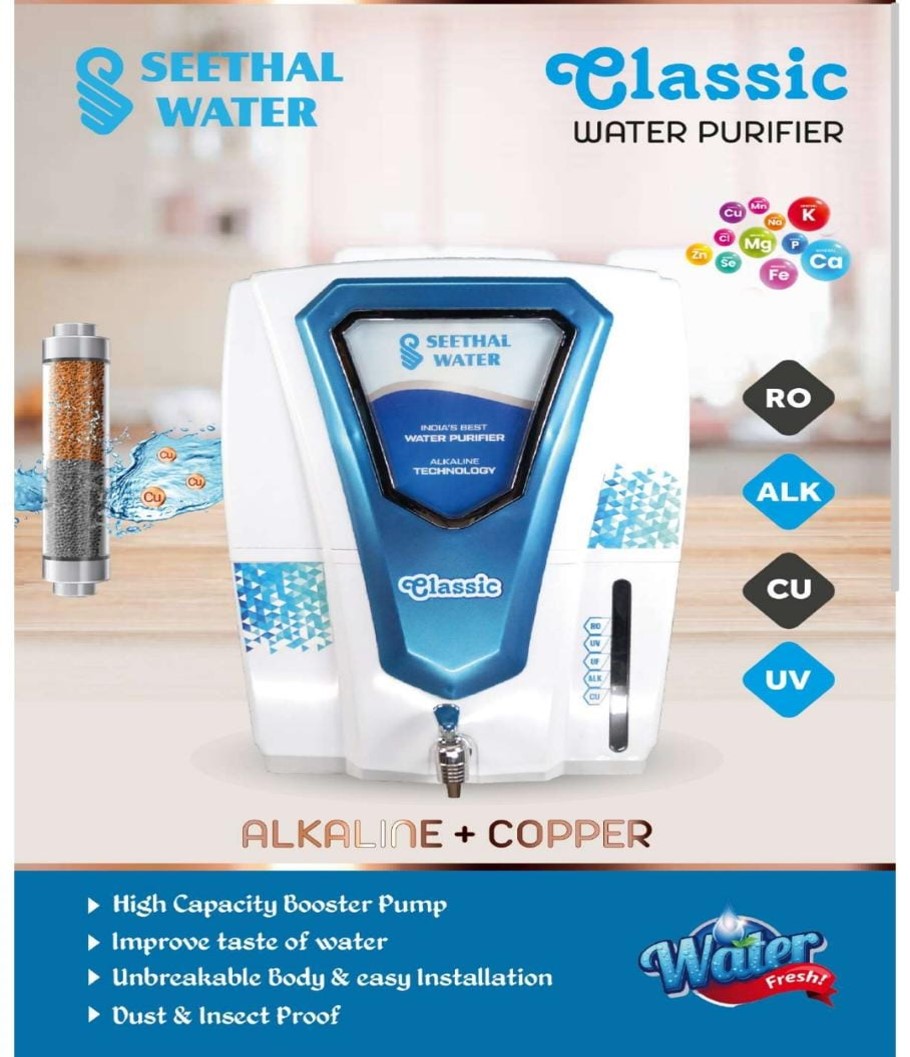 SEETHAL
WATER
Classic
WATER PURIFIER
Cu
Mn
Na
K
Cl
Mg
P
Ca
Zn
Se
Fe
SEETHAL
WATER
INDIA'S BEST
WATER PURIFIER
ALKALINE
TECHNOLOGY
Cu
Cu
Cu
Classic
RO
UV
UF
ALK
CU
RO
ALK
CU
UV
ALKALINE + COPPER
High Capacity Booster Pump
Improve taste of water
Unbreakable Body & easy Installation
Dust & Insect Proof
Water
Fresh!